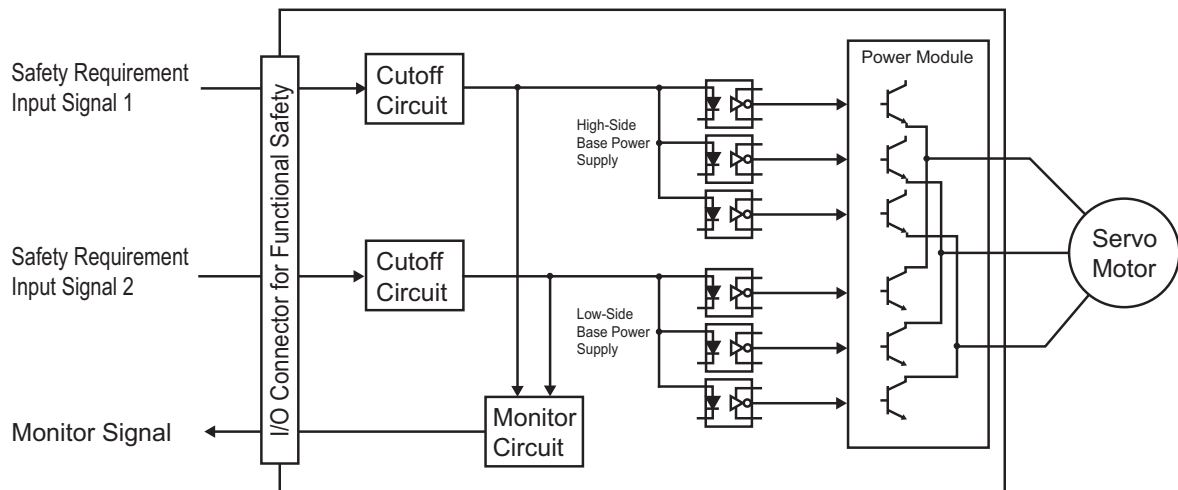 Safety Requirement
Input Signal 1
I/O Connector for Functional Safety
Cutoff
Circuit
High-Side
Base Power
Supply
Power Module
Safety Requirement
Input Signal 2
Cutoff
Circuit
Low-Side
Base Power
Supply
Servo
Motor
Monitor Signal
Monitor
Circuit